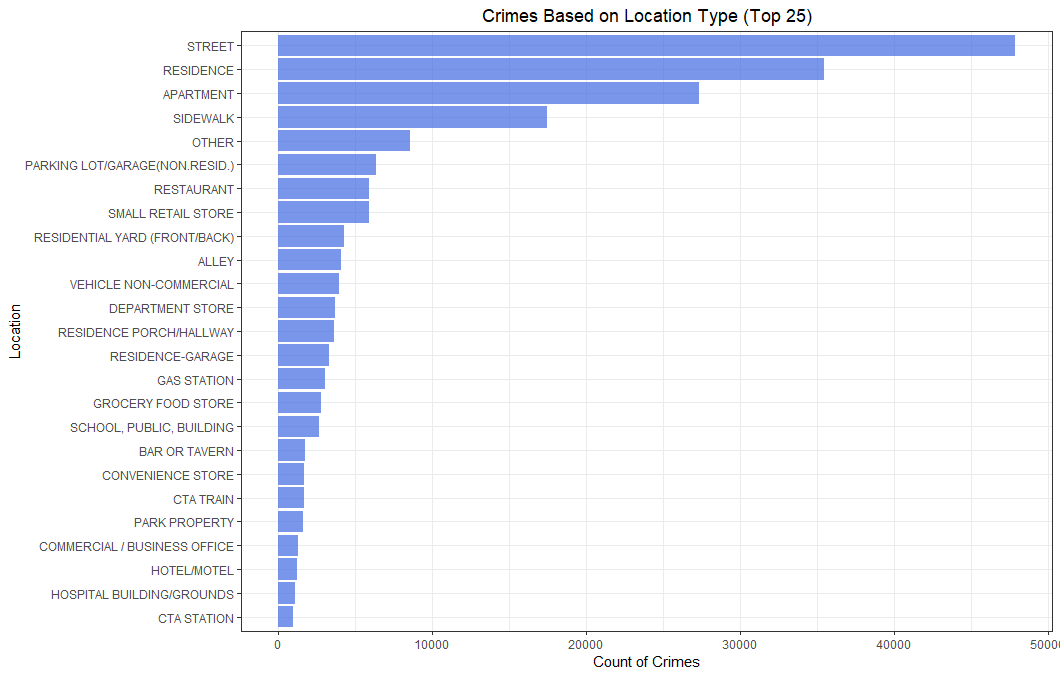 Crimes Based on Location Type (Top 25)
STREET
RESIDENCE
APARTMENT
SIDEWALK
OTHER
PARKING LOT/GARAGE(NON.RESID.)
RESTAURANT
SMALL RETAIL STORE
RESIDENTIAL YARD (FRONT/BACK)
ALLEY
VEHICLE NON-COMMERCIAL
DEPARTMENT STORE
RESIDENCE PORCH/HALLWAY
RESIDENCE-GARAGE
GAS STATION
GROCERY FOOD STORE
SCHOOL, PUBLIC, BUILDING
BAR OR TAVERN
CONVENIENCE STORE
CTA TRAIN
PARK PROPERTY
COMMERCIAL / BUSINESS OFFICE
HOTEL/MOTEL
HOSPITAL BUILDING/GROUNDS
CTA STATION
Location
0 10000 20000 30000 40000 50000
Count of Crimes